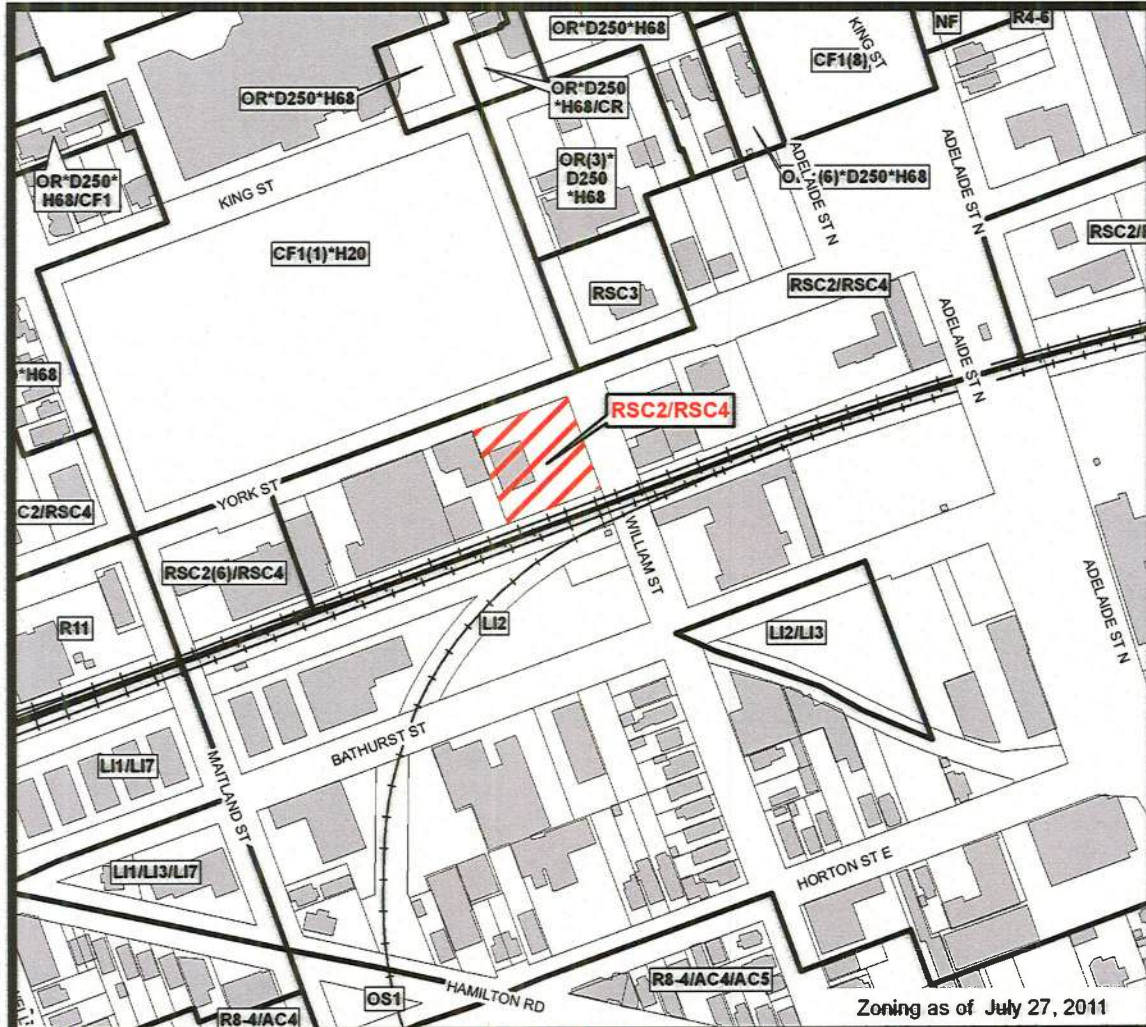 OR*D250*H68
KING ST
NF
R4-6
CF1(8)
OR*D250*H68
OR*D250
*H68/CR
OR*D250*
H68/CF1
KING ST
OR(3)*
D250
*H68
ADELAIDE ST N
(6)*D250*H68
ADELAIDE ST N
CF1(1)*H20
RSC2/
RSC3
RSC2/RSC4
ADELAIDE ST N
*H68
RSC2/RSC4
C2/RSC4
YORK ST
WILLIAM ST
RSC2(6)/RSC4
ADELAIDE ST N
R11
LI2
LI2/LI3
BATHURST ST
LI1/LI7
MAITLAND ST
LI1/LI3/LI7
HORTON ST E
R8-4/AC4/AC5
OS1
HAMILTON RD
R8-4/AC4
Zoning as of July 27, 2011